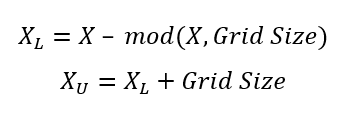 X_L = X − mod(X, Grid Size)
X_U = X_L + Grid Size